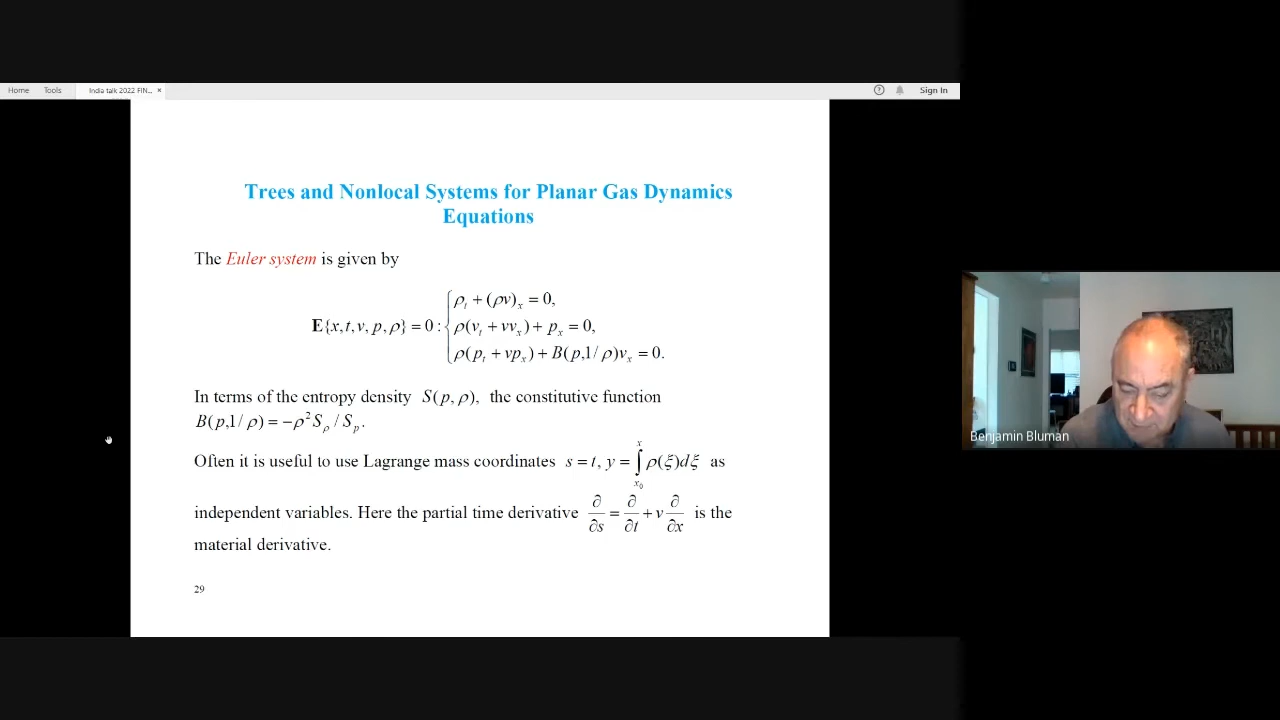 Home Tools India talk 2022 FIN... × ? Sign In
Trees and Nonlocal Systems for Planar Gas Dynamics
Equations
The Euler system is given by
E{x,t,v,p,ρ} = 0 : { ρ_t + (ρv)_x = 0,
ρ(v_t + vv_x) + p_x = 0,
ρ(p_t + vp_x) + B(p,1/ρ)v_x = 0.
In terms of the entropy density S(p,ρ), the constitutive function
B(p,1/ρ) = −ρ²S_ρ / S_p.
Often it is useful to use Lagrange mass coordinates s = t, y = ∫_{x₀}^{x} ρ(ξ)dξ as
independent variables. Here the partial time derivative ∂/∂s = ∂/∂t + v ∂/∂x is the
material derivative.
29
Benjamin Bluman